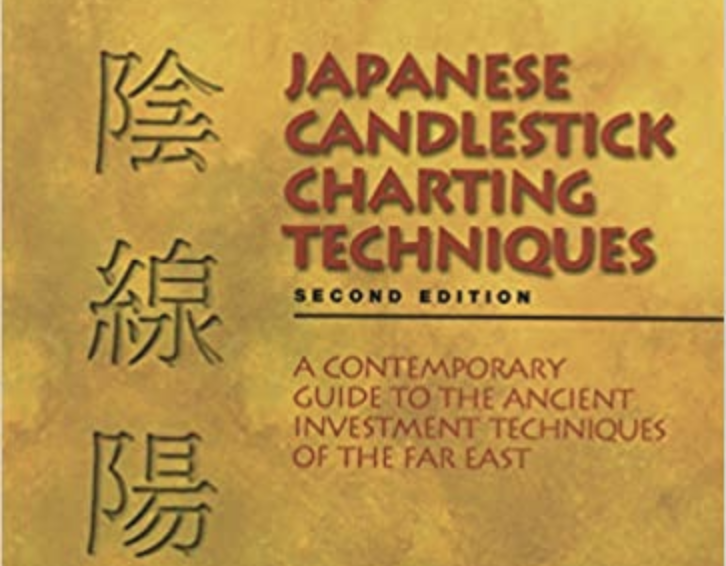 陰
線
陽
JAPANESE
CANDLESTICK
CHARTING
TECHNIQUES
SECOND EDITION
A CONTEMPORARY
GUIDE TO THE ANCIENT
INVESTMENT TECHNIQUES
OF THE FAR EAST